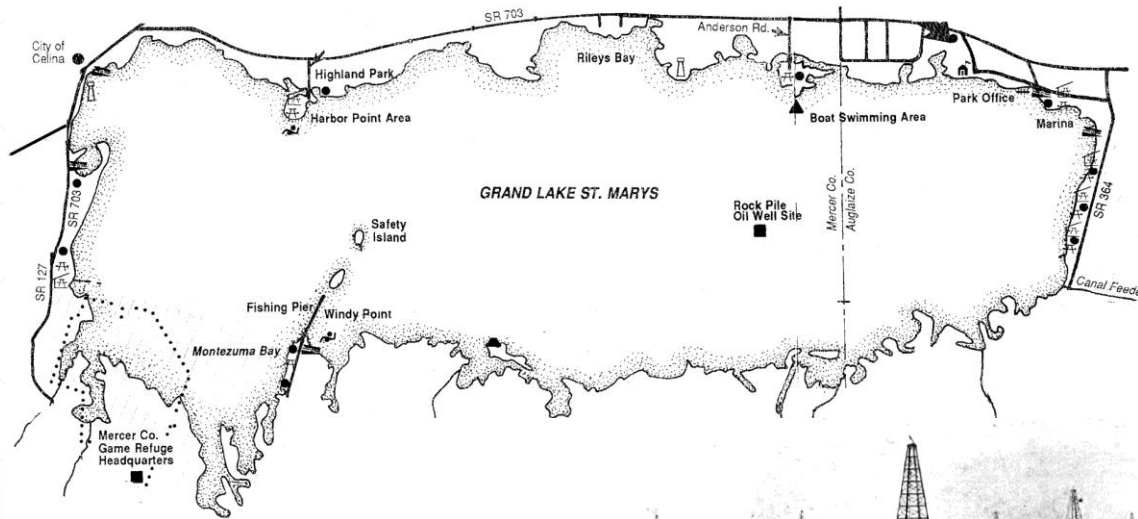 SR 703
Anderson Rd.
City of
Celina
Highland Park
Rileys Bay
Park Office
Harbor Point Area
Boat Swimming Area
Marina
GRAND LAKE ST. MARYS
SR 703
Safety
Island
Rock Pile
Oil Well Site
Mercer Co.
Auglaize Co.
SR 364
SR 127
Canal Feede
Fishing Pier
Windy Point
Montezuma Bay
Mercer Co.
Game Refuge
Headquarters